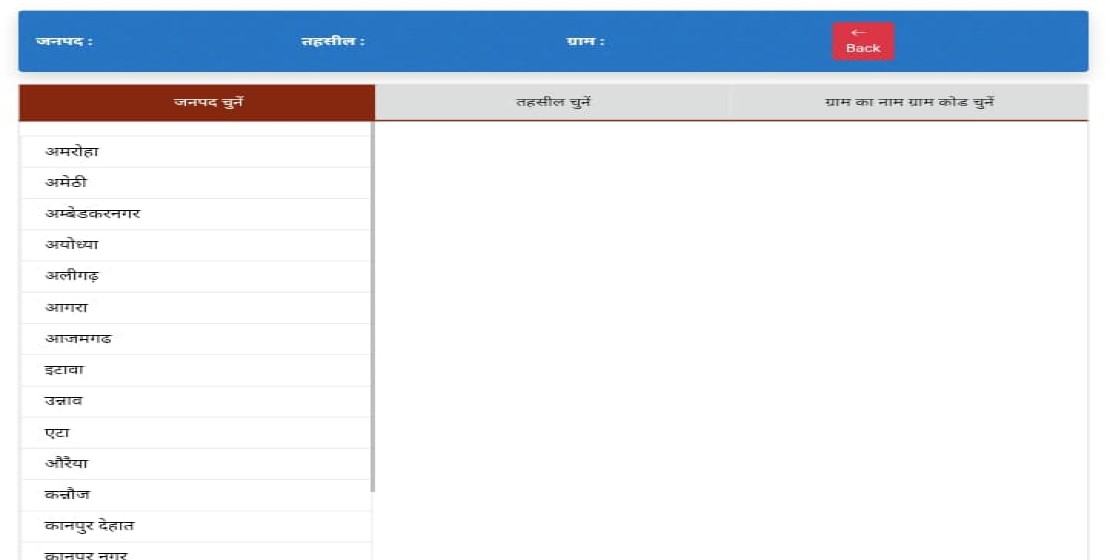 जनपद : तहसील : ग्राम : ← Back
जनपद चुनें तहसील चुनें ग्राम का नाम ग्राम कोड चुनें
अमरोहा
अमेठी
अम्बेडकरनगर
अयोध्या
अलीगढ़
आगरा
आजमगढ
इटावा
उन्नाव
एटा
औरैया
कन्नौज
कानपुर देहात
कानपुर नगर